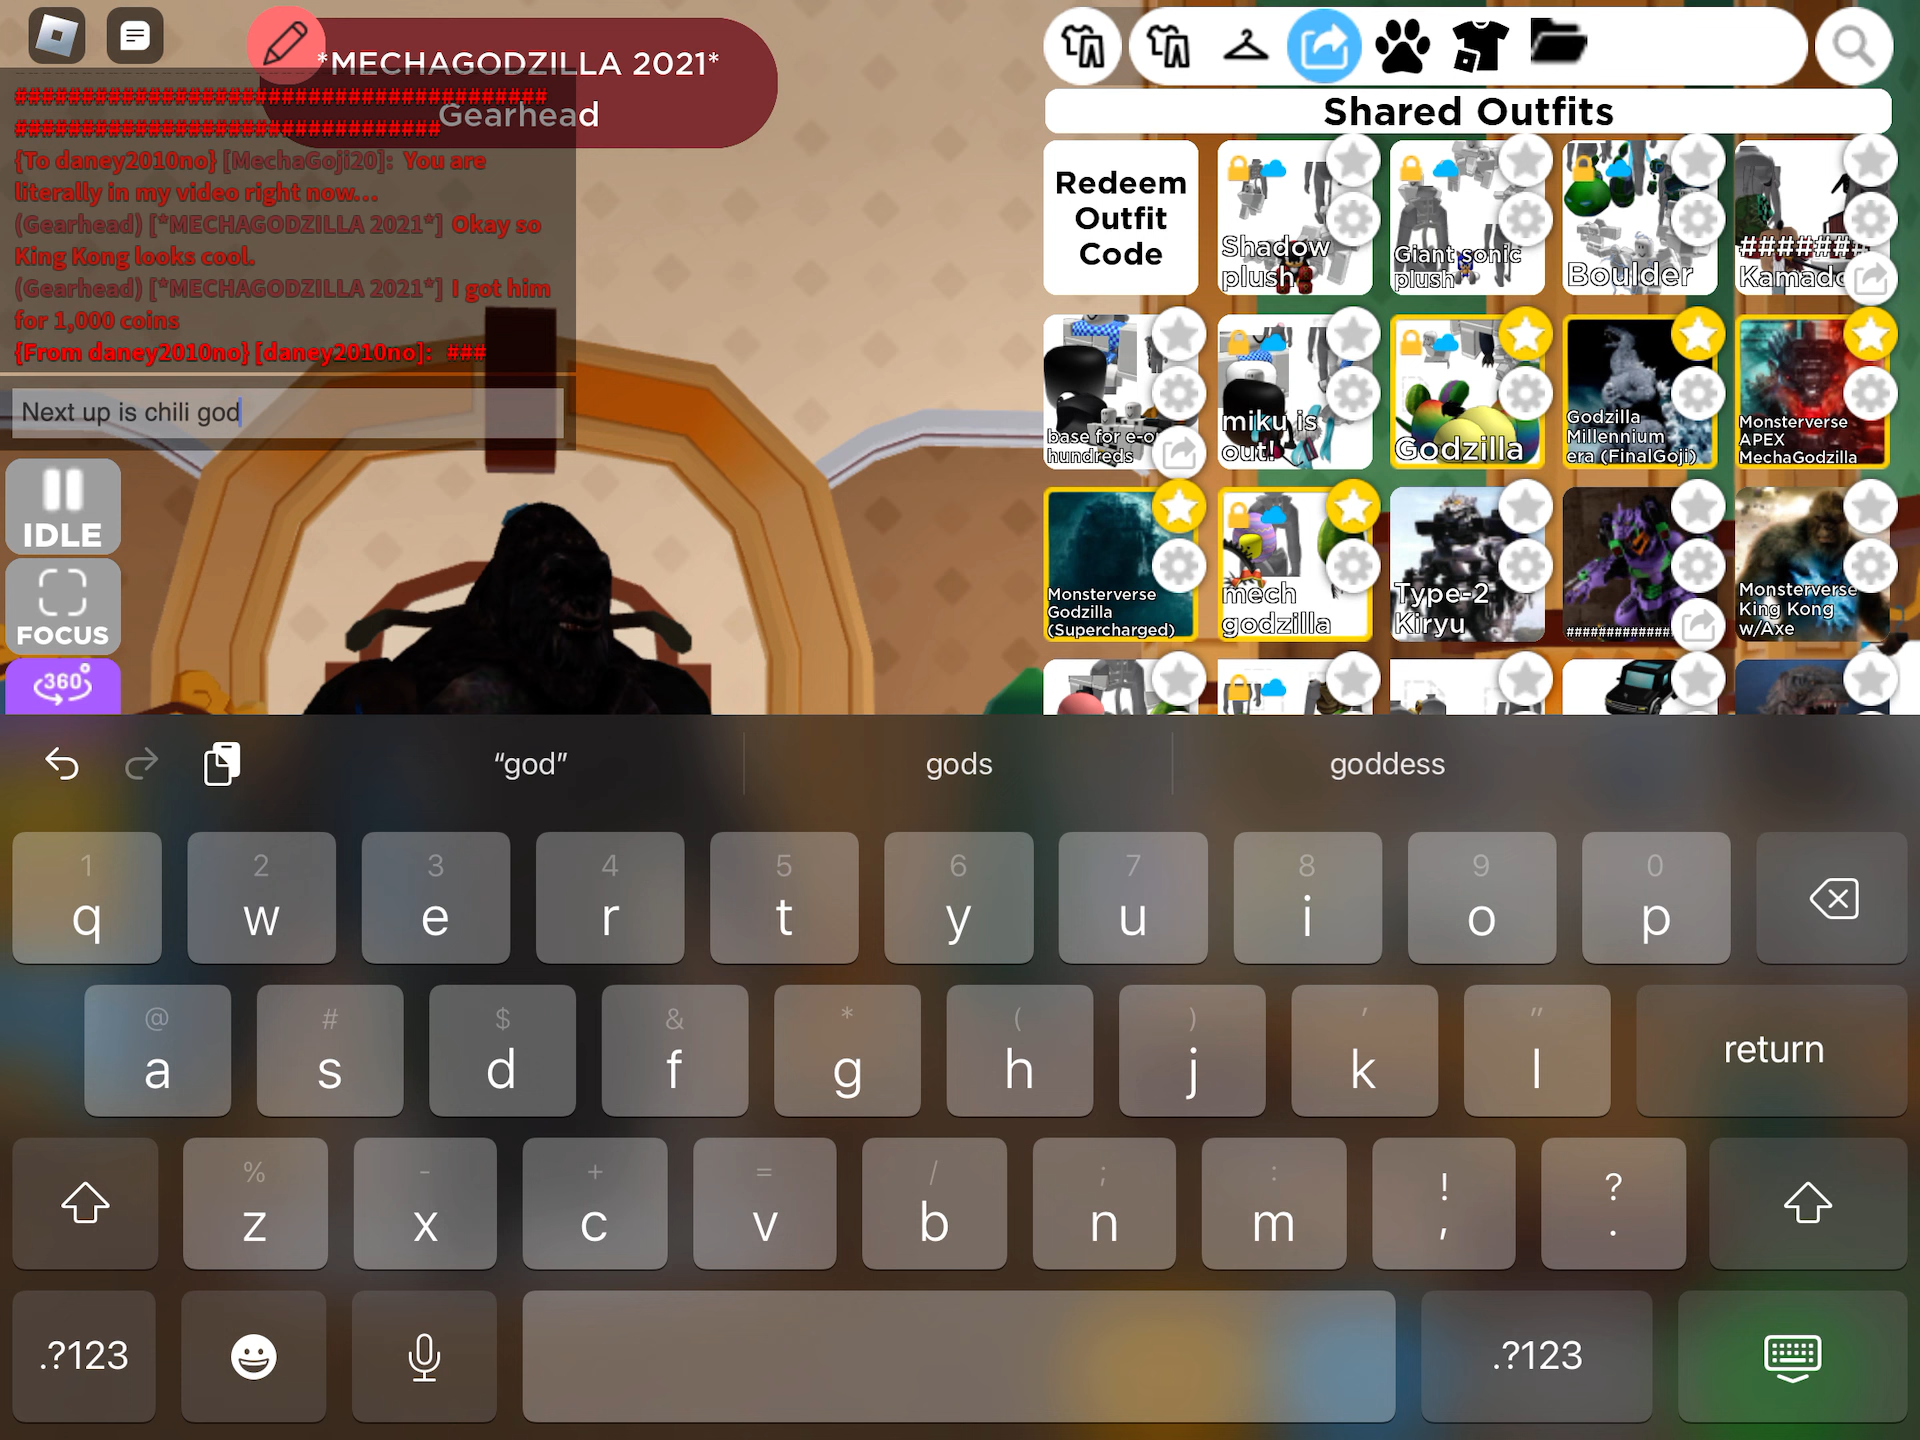 *MECHAGODZILLA 2021*
Gearhead
########################################
################################
{To daney2010no} [MechaGoji20]: You are
literally in my video right now...
(Gearhead) [*MECHAGODZILLA 2021*] Okay so
King Kong looks cool.
(Gearhead) [*MECHAGODZILLA 2021*] I got him
for 1,000 coins
{From daney2010no} [daney2010no]: ###
Next up is chili god
IDLE
FOCUS
360°
Shared Outfits
Redeem
Outfit
Code
Shadow
plush
Giant sonic
plush
Boulder
#######
Kamado
base for e-o
hundreds
miku is
out!
Godzilla
Godzilla
Millennium
era (FinalGoji)
Monsterverse
APEX
MechaGodzilla
Monsterverse
Godzilla
(Supercharged)
mech
godzilla
Type-2
Kiryu
#############
Monsterverse
King Kong
w/Axe
“god” gods goddess
1 2 3 4 5 6 7 8 9 0
q w e r t y u i o p
@ # $ & * ( ) ' "
a s d f g h j k l return
% - + = / ; : ! ?
z x c v b n m , .
.?123 .?123